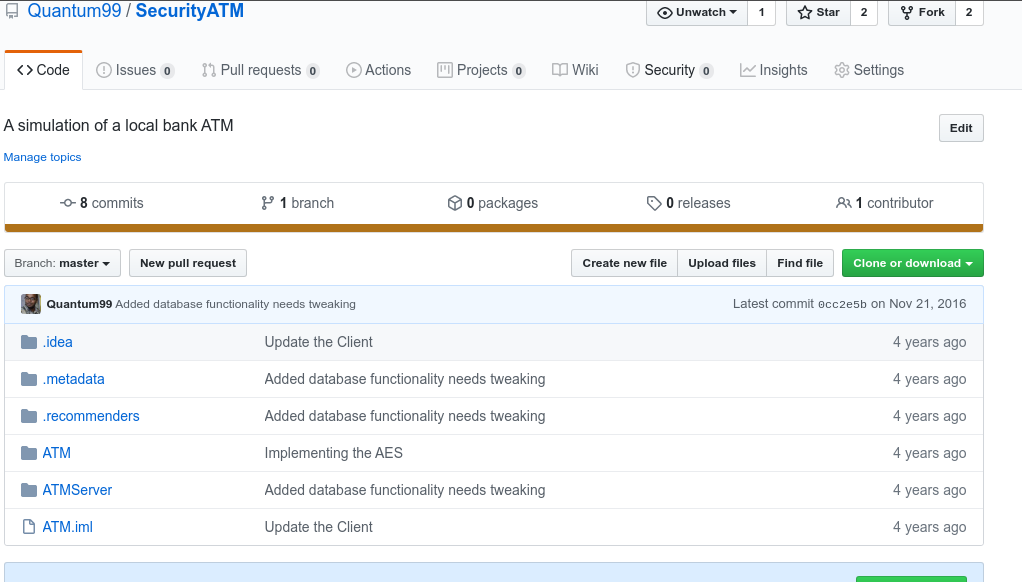 Quantum99 / SecurityATM Unwatch 1 Star 2 Fork 2
Code Issues 0 Pull requests 0 Actions Projects 0 Wiki Security 0 Insights Settings
A simulation of a local bank ATM Edit
Manage topics
8 commits 1 branch 0 packages 0 releases 1 contributor
Branch: master New pull request Create new file Upload files Find file Clone or download
Quantum99 Added database functionality needs tweaking Latest commit 0cc2e5b on Nov 21, 2016
.idea Update the Client 4 years ago
.metadata Added database functionality needs tweaking 4 years ago
.recommenders Added database functionality needs tweaking 4 years ago
ATM Implementing the AES 4 years ago
ATMServer Added database functionality needs tweaking 4 years ago
ATM.iml Update the Client 4 years ago